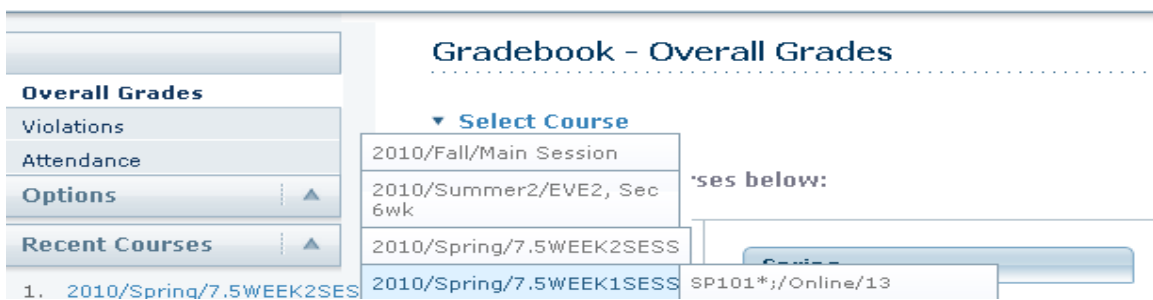 Gradebook - Overall Grades
Overall Grades
Violations
Attendance
Options
Recent Courses
1. 2010/Spring/7.5WEEK2SES
▼ Select Course
2010/Fall/Main Session
2010/Summer2/EVE2, Sec
6wk
2010/Spring/7.5WEEK2SESS
2010/Spring/7.5WEEK1SESS
SP101*;/Online/13
below:
Spring